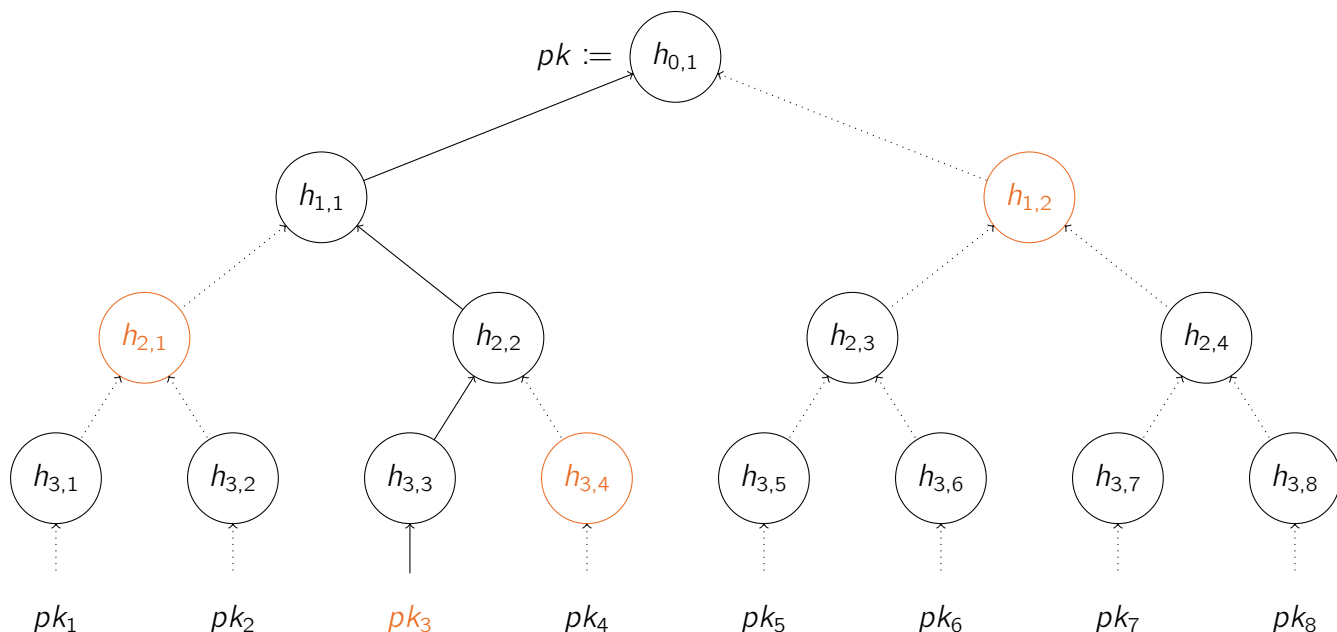 pk := h0,1
h1,1 h1,2
h2,1 h2,2 h2,3 h2,4
h3,1 h3,2 h3,3 h3,4 h3,5 h3,6 h3,7 h3,8
pk1 pk2 pk3 pk4 pk5 pk6 pk7 pk8